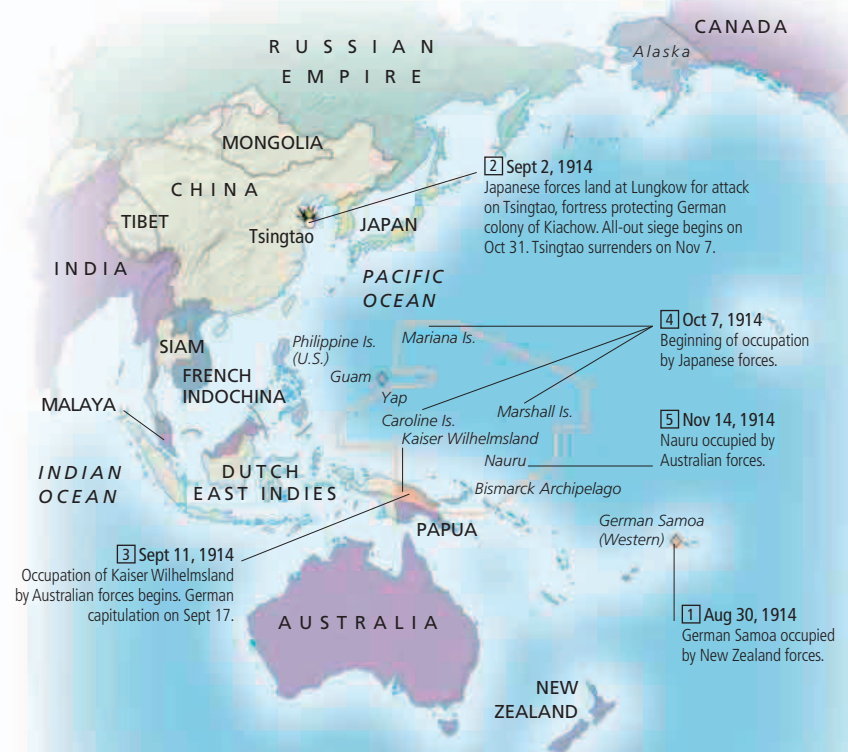 CANADA
Alaska
RUSSIAN
EMPIRE
MONGOLIA
CHINA
TIBET
Tsingtao
JAPAN
INDIA
2 Sept 2, 1914
Japanese forces land at Lungkow for attack
on Tsingtao, fortress protecting German
colony of Kiachow. All-out siege begins on
Oct 31. Tsingtao surrenders on Nov 7.
PACIFIC
OCEAN
4 Oct 7, 1914
Beginning of occupation
by Japanese forces.
Philippine Is.
(U.S.)
Mariana Is.
SIAM
FRENCH
INDOCHINA
Guam
Yap
MALAYA
Caroline Is.
Marshall Is.
Kaiser Wilhelmsland
5 Nov 14, 1914
Nauru occupied by
Australian forces.
Nauru
INDIAN
OCEAN
DUTCH
EAST INDIES
Bismarck Archipelago
PAPUA
German Samoa
(Western)
3 Sept 11, 1914
Occupation of Kaiser Wilhelmsland
by Australian forces begins. German
capitulation on Sept 17.
AUSTRALIA
1 Aug 30, 1914
German Samoa occupied
by New Zealand forces.
NEW
ZEALAND